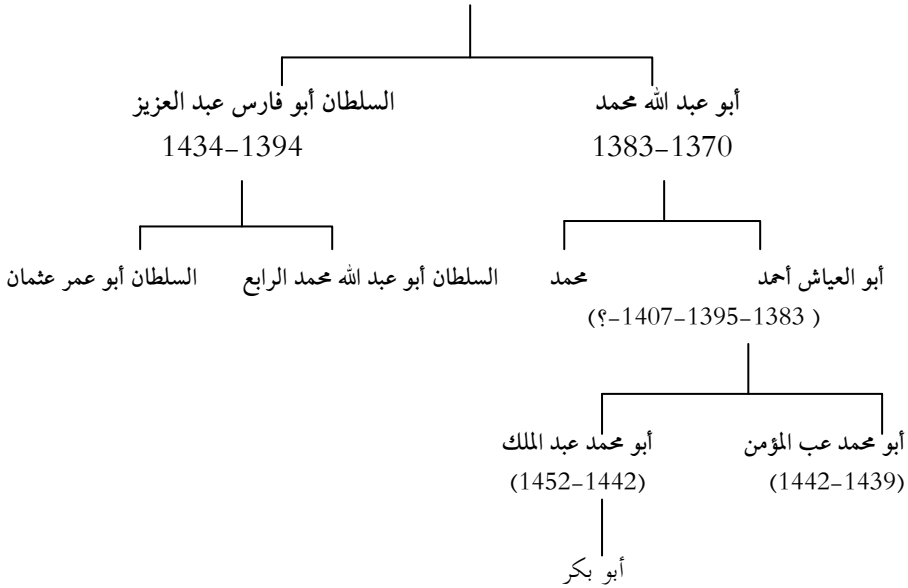 أبو عبد الله محمد
السلطان أبو فارس عبد العزيز
1383–1370
1434–1394
أبو العياش أحمد
محمد
السلطان أبو عبد الله محمد الرابع
السلطان أبو عمر عثمان
( 1383–1395–1407–؟)
أبو محمد عب المؤمن
أبو محمد عبد الملك
(1442–1439)
(1452–1442)
أبو بكر